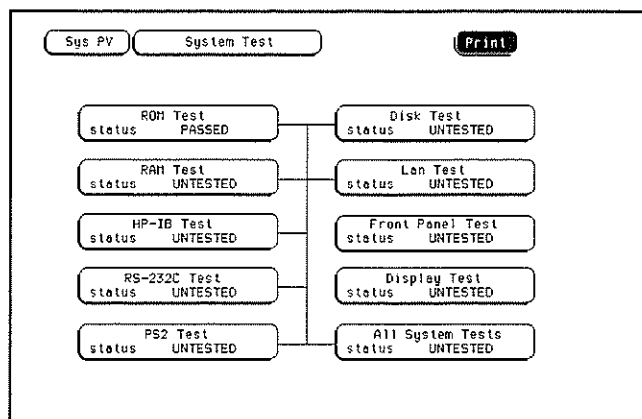 Sys PV System Test Print
ROM Test
status PASSED
Disk Test
status UNTESTED
RAM Test
status UNTESTED
Lan Test
status UNTESTED
HP-IB Test
status UNTESTED
Front Panel Test
status UNTESTED
RS-232C Test
status UNTESTED
Display Test
status UNTESTED
PS2 Test
status UNTESTED
All System Tests
status UNTESTED